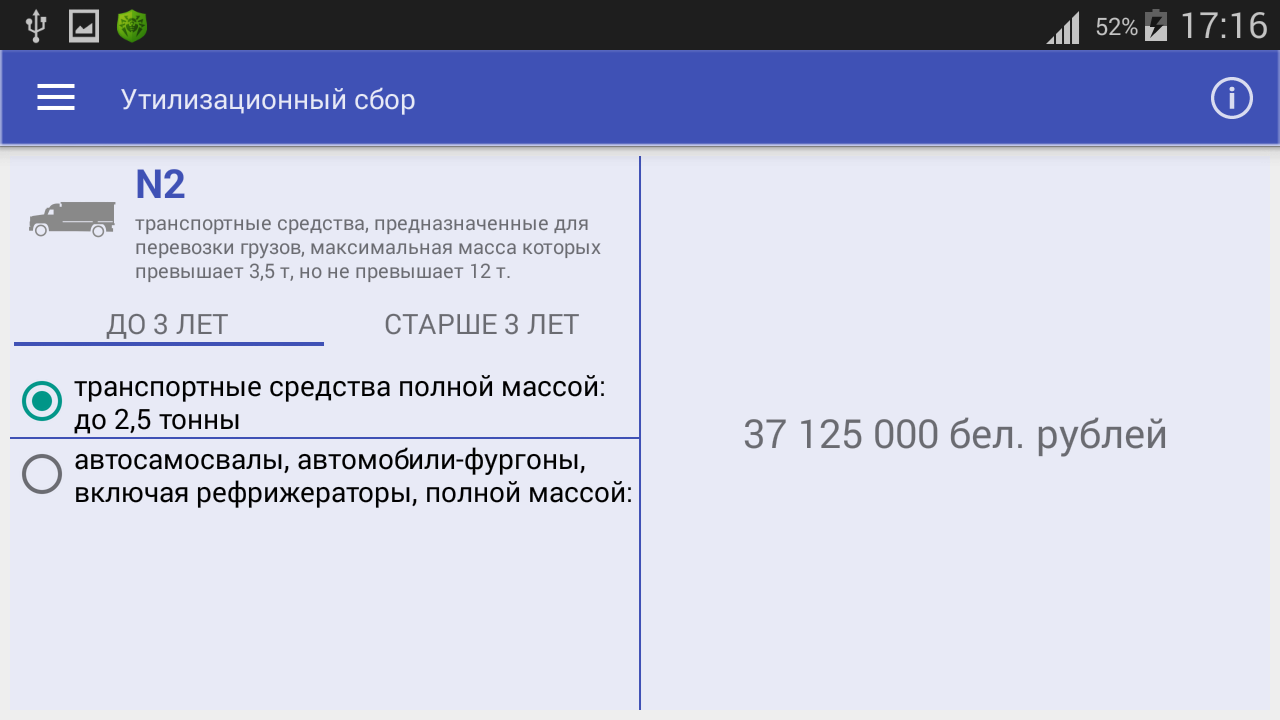 52% 17:16
Утилизационный сбор
N2
транспортные средства, предназначенные для
перевозки грузов, максимальная масса которых
превышает 3,5 т, но не превышает 12 т.
ДО 3 ЛЕТ СТАРШЕ 3 ЛЕТ
транспортные средства полной массой:
до 2,5 тонны
автосамосвалы, автомобили-фургоны,
включая рефрижераторы, полной массой:
37 125 000 бел. рублей